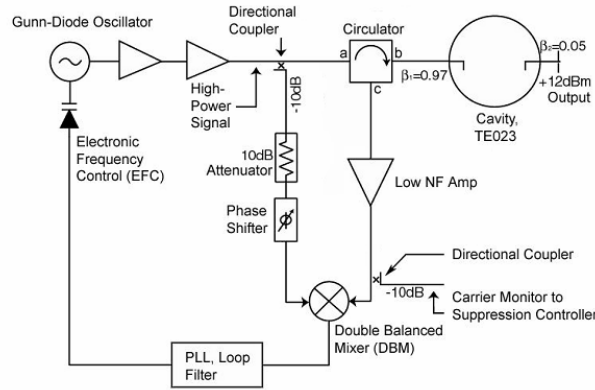 Gunn-Diode Oscillator
Directional
Coupler
Circulator
a
b
c
β₁=0.97
β₂=0.05
+12dBm
Output
Cavity,
TE023
High-
Power
Signal
-10dB
Electronic
Frequency
Control (EFC)
10dB
Attenuator
Low NF Amp
Phase
Shifter
ϕ
Directional Coupler
-10dB
Carrier Monitor to
Suppression Controller
Double Balanced
Mixer (DBM)
PLL, Loop
Filter